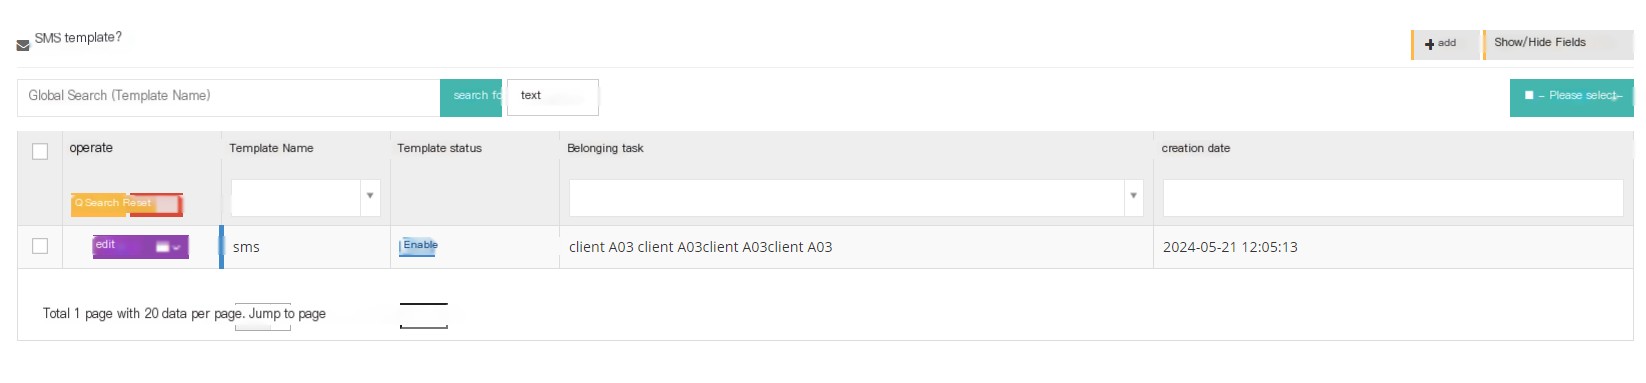 SMS template?
add
Show/Hide Fields
Global Search (Template Name)
search fo
text
– Please select–
operate
Template Name
Template status
Belonging task
creation date
Search Reset
edit
sms
Enable
client A03 client A03client A03client A03
2024-05-21 12:05:13
Total 1 page with 20 data per page. Jump to page